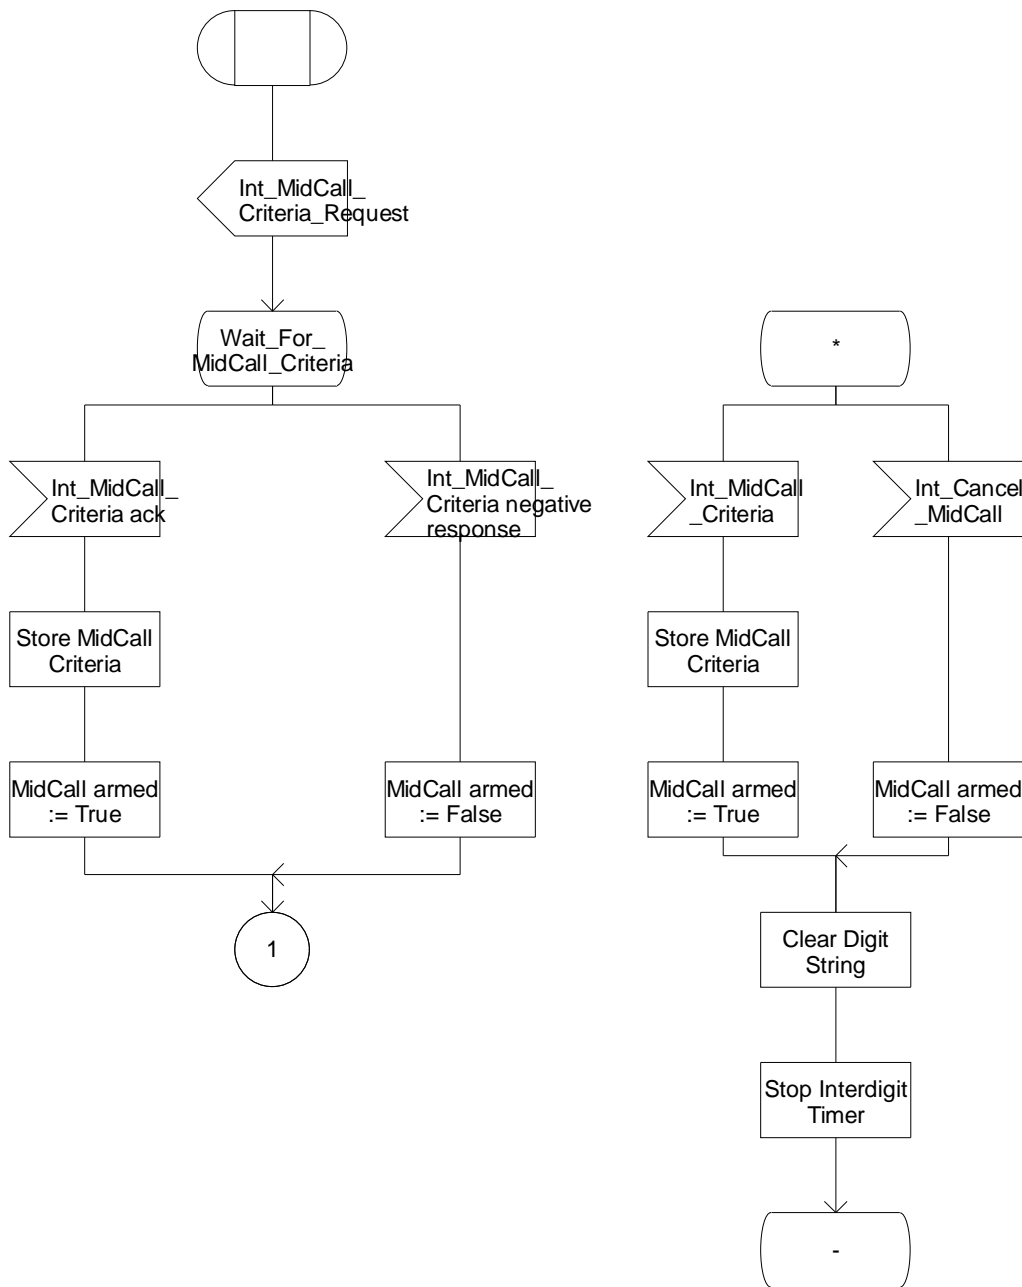 Int_MidCall_
Criteria_Request
Wait_For_
MidCall_Criteria
Int_MidCall_
Criteria ack
Int_MidCall_
Criteria negative
response
Store MidCall
Criteria
MidCall armed
:= True
MidCall armed
:= False
1
*
Int_MidCall
_Criteria
Int_Cancel
_MidCall
Store MidCall
Criteria
MidCall armed
:= True
MidCall armed
:= False
Clear Digit
String
Stop Interdigit
Timer
-